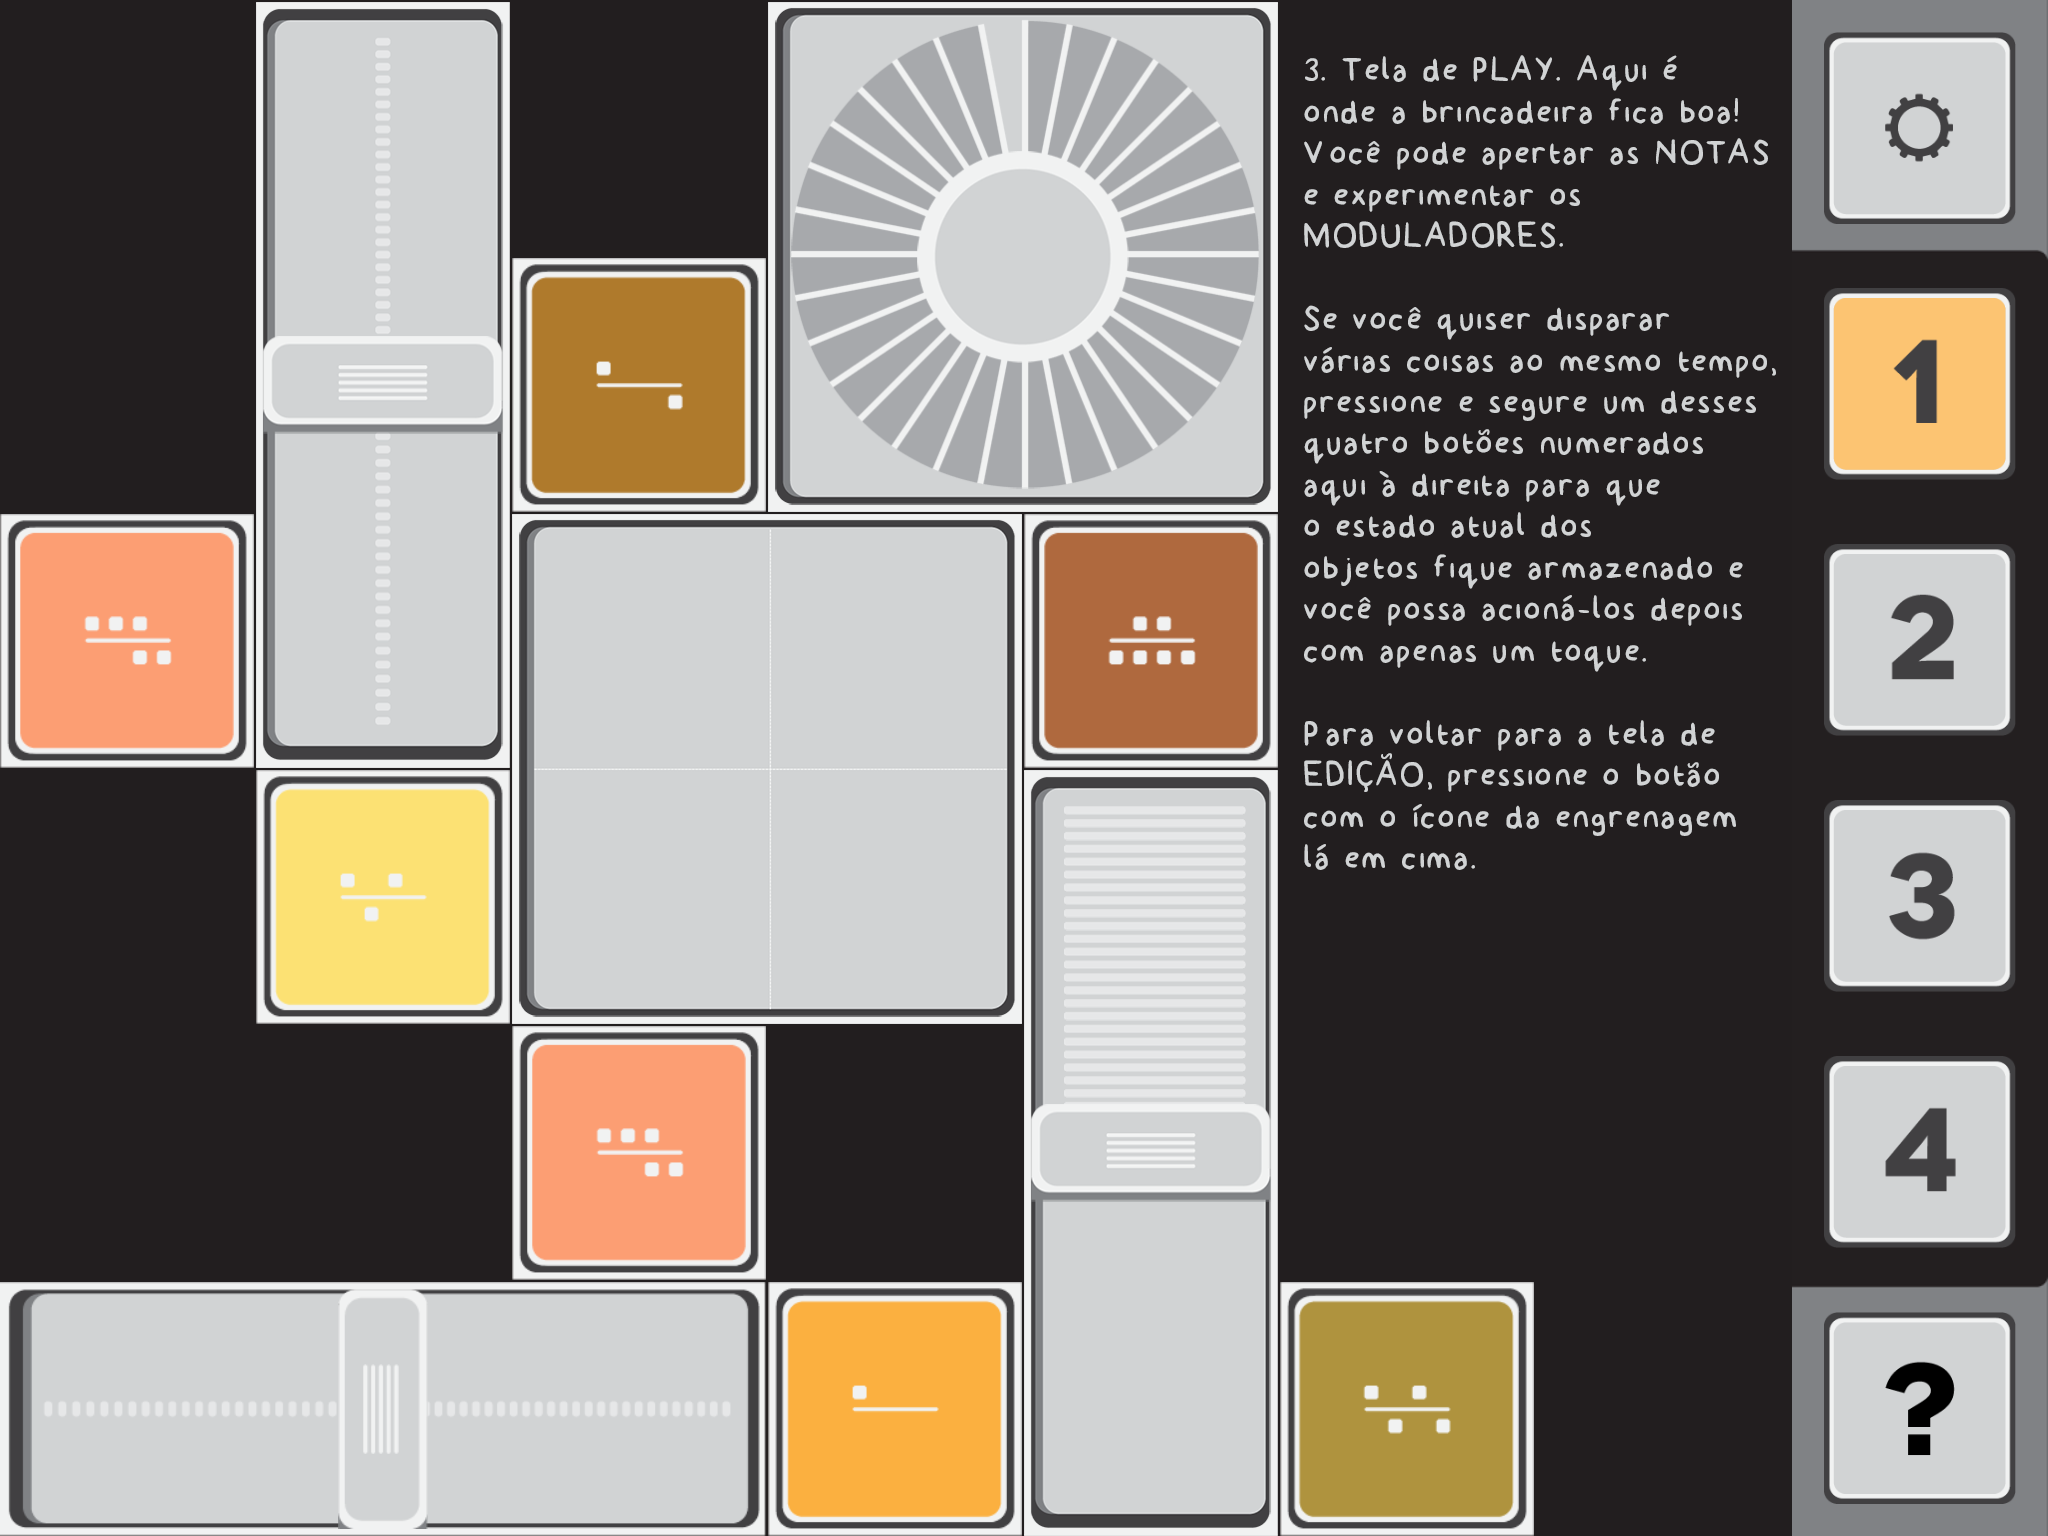 3. Tela de PLAY. Aqui é
onde a brincadeira fica boa!
Você pode apertar as NOTAS
e experimentar os
MODULADORES.
Se você quiser disparar
várias coisas ao mesmo tempo,
pressione e segure um desses
quatro botões numerados
aqui à direita para que
o estado atual dos
objetos fique armazenado e
você possa acioná-los depois
com apenas um toque.
Para voltar para a tela de
EDIÇÃO, pressione o botão
com o ícone da engrenagem
lá em cima.
1
2
3
4
?